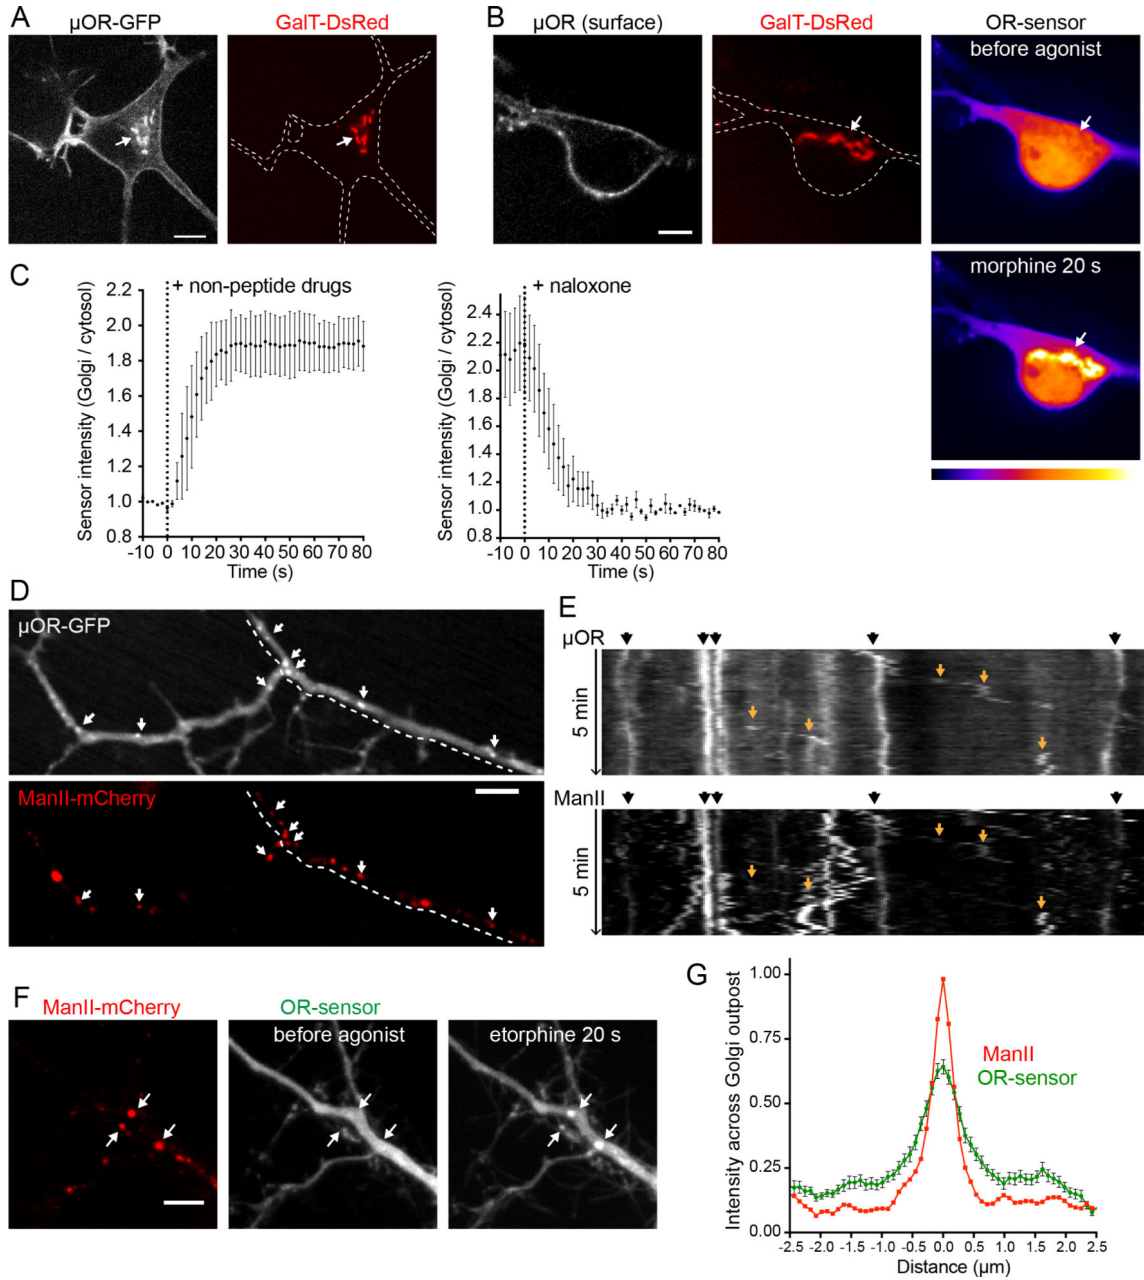 A
µOR-GFP
GalT-DsRed
B
µOR (surface)
GalT-DsRed
OR-sensor
before agonist
morphine 20 s
C
Sensor intensity (Golgi / cytosol)
2.2
2.0
1.8
1.6
1.4
1.2
1.0
0.8
+ non-peptide drugs
-10 0 10 20 30 40 50 60 70 80
Time (s)
Sensor intensity (Golgi / cytosol)
2.4
2.2
2.0
1.8
1.6
1.4
1.2
1.0
0.8
+ naloxone
-10 0 10 20 30 40 50 60 70 80
Time (s)
D
µOR-GFP
ManII-mCherry
E
µOR
5 min
ManII
5 min
F
ManII-mCherry
OR-sensor
before agonist
etorphine 20 s
G
Intensity across Golgi outpost
1.00
0.75
0.50
0.25
0.00
ManII
OR-sensor
-2.5 -2.0 -1.5 -1.0 -0.5 0.0 0.5 1.0 1.5 2.0 2.5
Distance (µm)